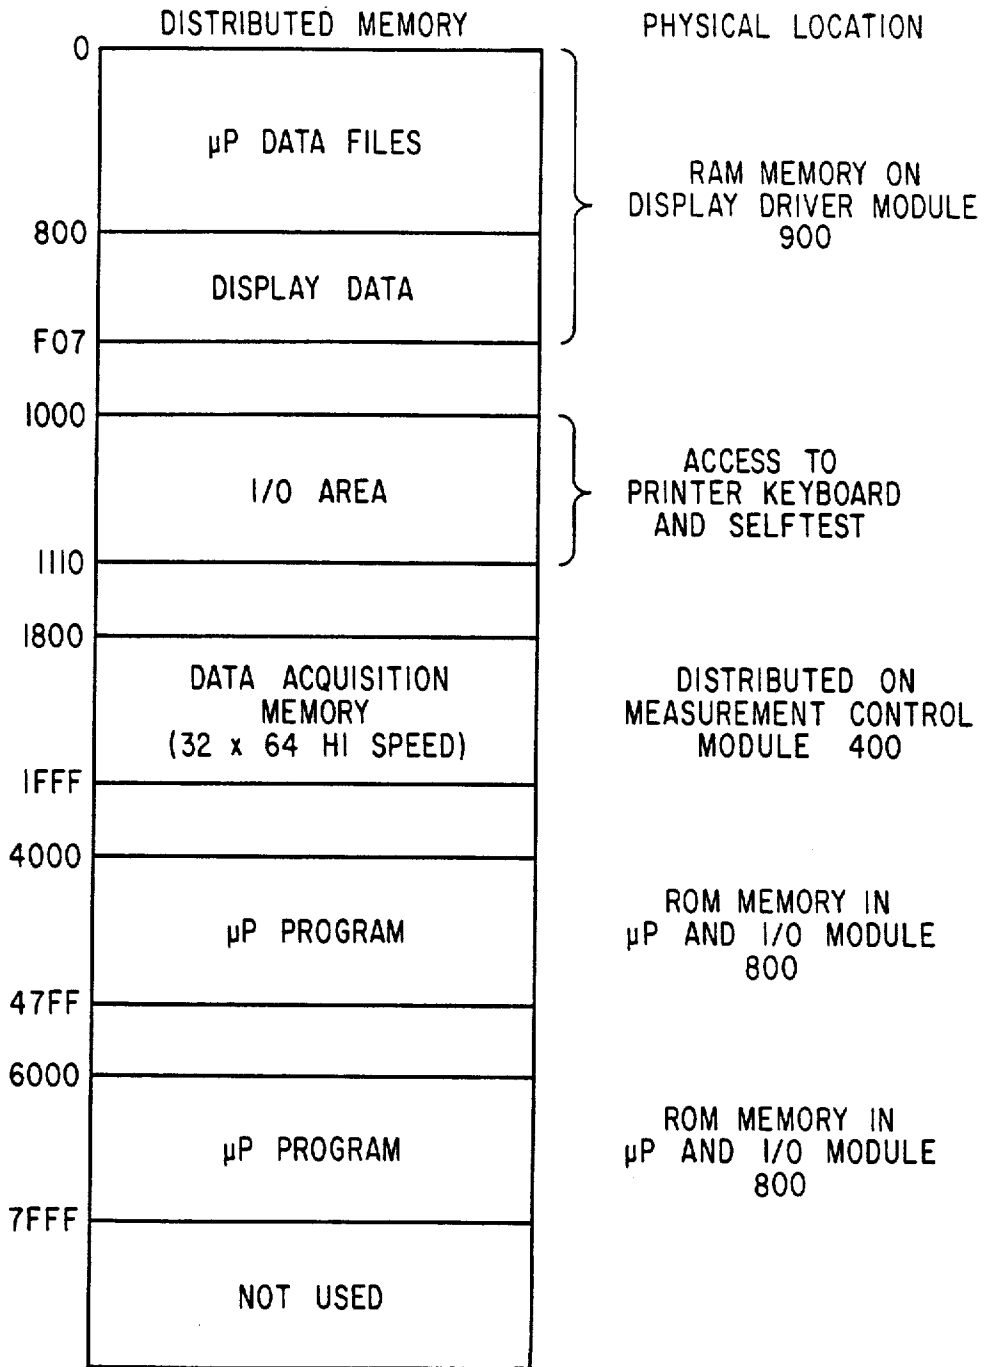 DISTRIBUTED MEMORY
PHYSICAL LOCATION
0
µP DATA FILES
RAM MEMORY ON
DISPLAY DRIVER MODULE
900
800
DISPLAY DATA
F07
1000
I/O AREA
ACCESS TO
PRINTER KEYBOARD
AND SELFTEST
1110
1800
DATA ACQUISITION
MEMORY
(32 x 64 HI SPEED)
DISTRIBUTED ON
MEASUREMENT CONTROL
MODULE 400
1FFF
4000
µP PROGRAM
ROM MEMORY IN
µP AND I/O MODULE
800
47FF
6000
µP PROGRAM
ROM MEMORY IN
µP AND I/O MODULE
800
7FFF
NOT USED